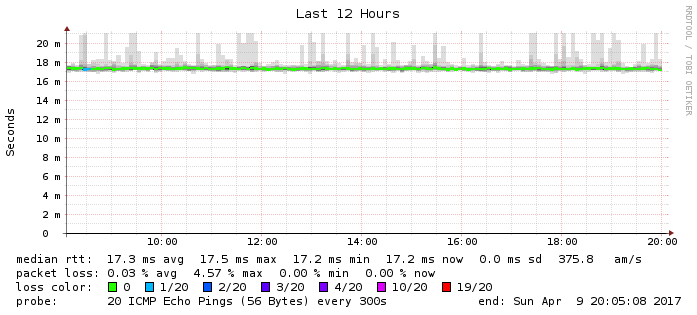 Last 12 Hours
RRDTOOL / TOBI OETIKER
Seconds
20 m
18 m
16 m
14 m
12 m
10 m
8 m
6 m
4 m
2 m
0
10:00 12:00 14:00 16:00 18:00 20:00
median rtt: 17.3 ms avg 17.5 ms max 17.2 ms min 17.2 ms now 0.0 ms sd 375.8 am/s
packet loss: 0.03 % avg 4.57 % max 0.00 % min 0.00 % now
loss color: 0 1/20 2/20 3/20 4/20 10/20 19/20
probe: 20 ICMP Echo Pings (56 Bytes) every 300s end: Sun Apr 9 20:05:08 2017